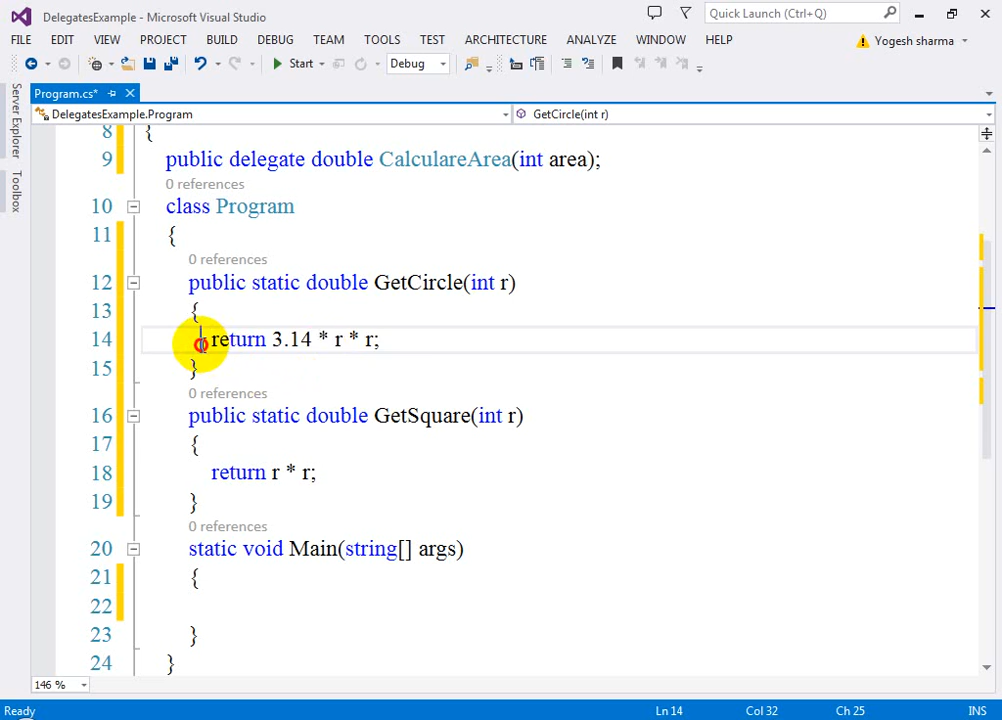 DelegatesExample - Microsoft Visual Studio
Quick Launch (Ctrl+Q)
FILE EDIT VIEW PROJECT BUILD DEBUG TEAM TOOLS TEST ARCHITECTURE ANALYZE WINDOW HELP Yogesh sharma
Start Debug
Program.cs*
DelegatesExample.Program GetCircle(int r)
Server Explorer
Toolbox
8 {
9 public delegate double CalculareArea(int area);
0 references
10 class Program
11 {
0 references
12 public static double GetCircle(int r)
13 {
14 return 3.14 * r * r;
15 }
0 references
16 public static double GetSquare(int r)
17 {
18 return r * r;
19 }
0 references
20 static void Main(string[] args)
21 {
22
23 }
24 }
146 %
Ready Ln 14 Col 32 Ch 25 INS